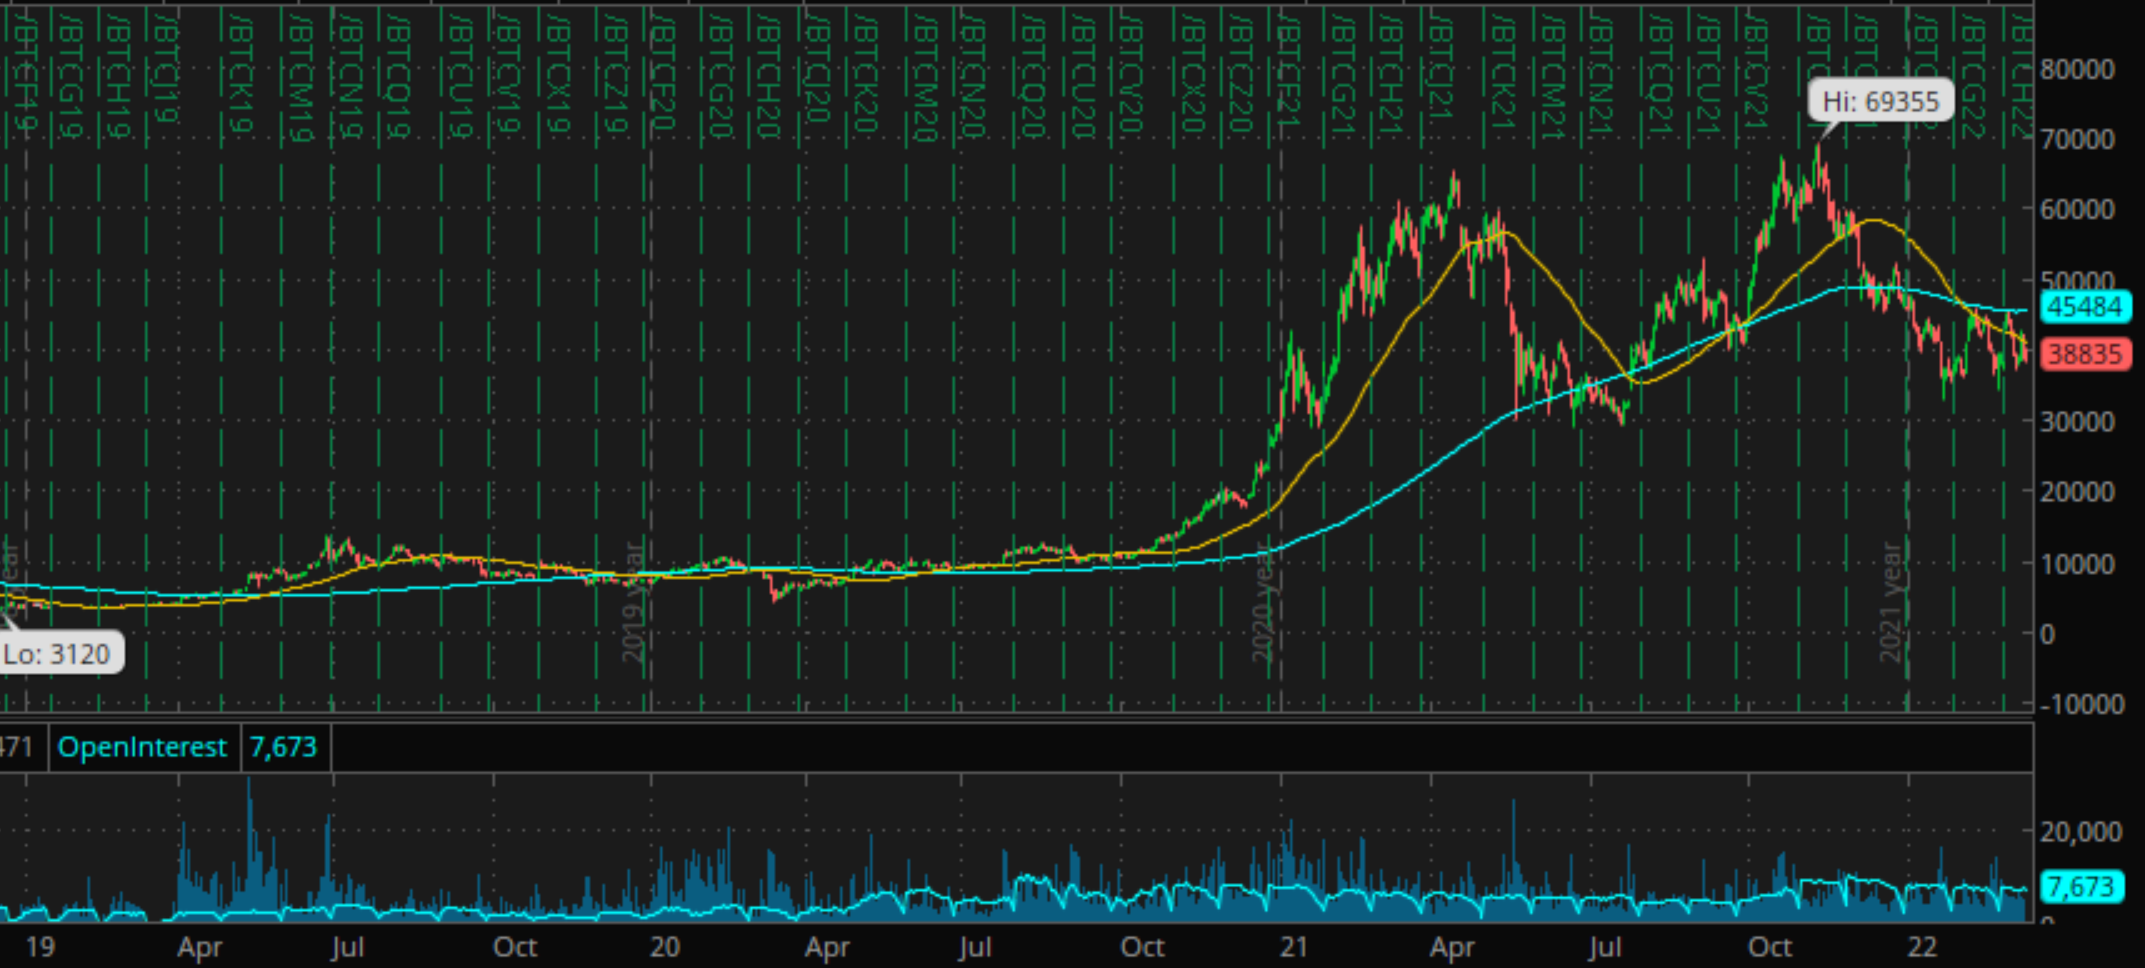 /BTCF19 /BTCG19 /BTCH19 /BTCJ19 /BTCK19 /BTCM19 /BTCN19 /BTCQ19 /BTCU19 /BTCV19 /BTCX19 /BTCZ19 /BTCF20 /BTCG20 /BTCH20 /BTCJ20 /BTCK20 /BTCM20 /BTCN20 /BTCQ20 /BTCU20 /BTCV20 /BTCX20 /BTCZ20 /BTCF21 /BTCG21 /BTCH21 /BTCJ21 /BTCK21 /BTCM21 /BTCN21 /BTCQ21 /BTCU21 /BTCV21 /BTCG22 /BTCH22
80000
Hi: 69355
70000
60000
50000
45484
38835
30000
20000
10000
0
-10000
2019 year 2020 year 2021 year
Lo: 3120
471 OpenInterest 7,673
20,000
7,673
0
19 Apr Jul Oct 20 Apr Jul Oct 21 Apr Jul Oct 22